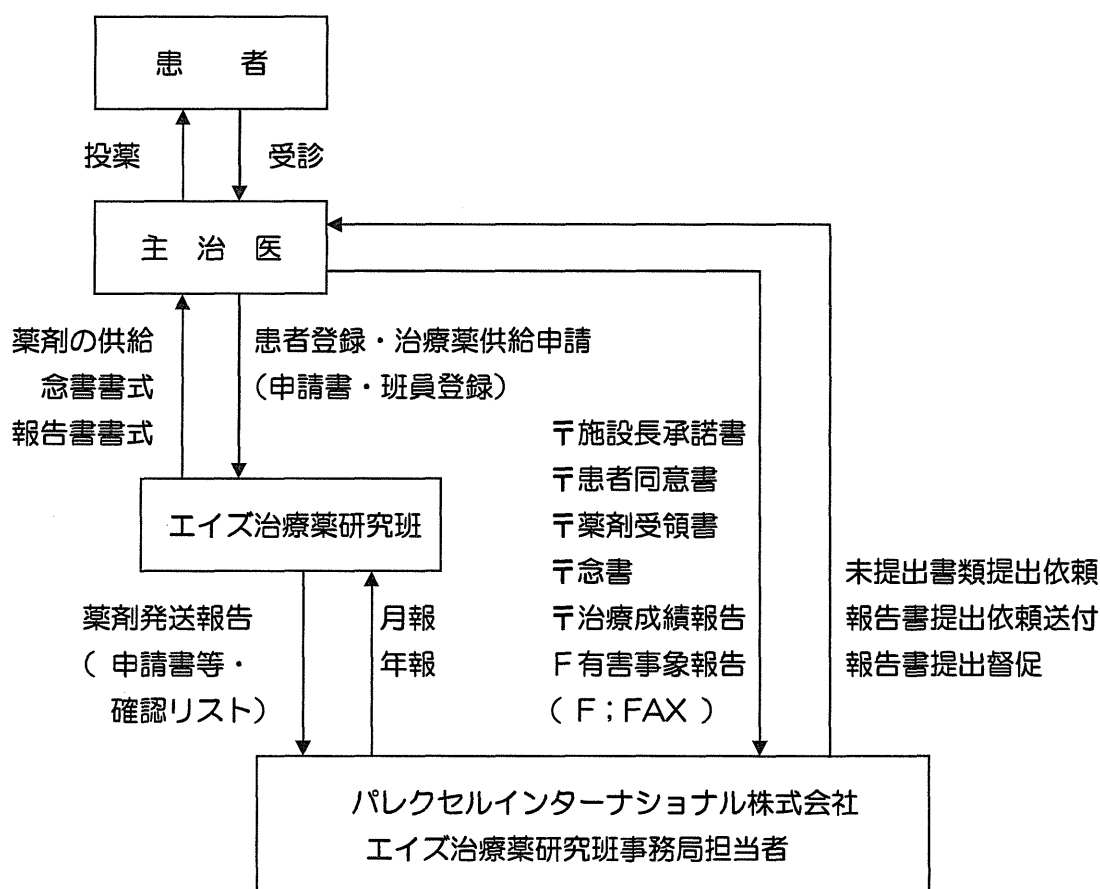 患　者
投薬
受診
主 治 医
薬剤の供給
念書書式
報告書書式
患者登録・治療薬供給申請
（申請書・班員登録）
エイズ治療薬研究班
薬剤発送報告
（ 申請書等・
確認リスト）
月報
年報
〒施設長承諾書
〒患者同意書
〒薬剤受領書
〒念書
〒治療成績報告
F有害事象報告
（ F；FAX ）
未提出書類提出依頼
報告書提出依頼送付
報告書提出督促
パレクセルインターナショナル株式会社
エイズ治療薬研究班事務局担当者